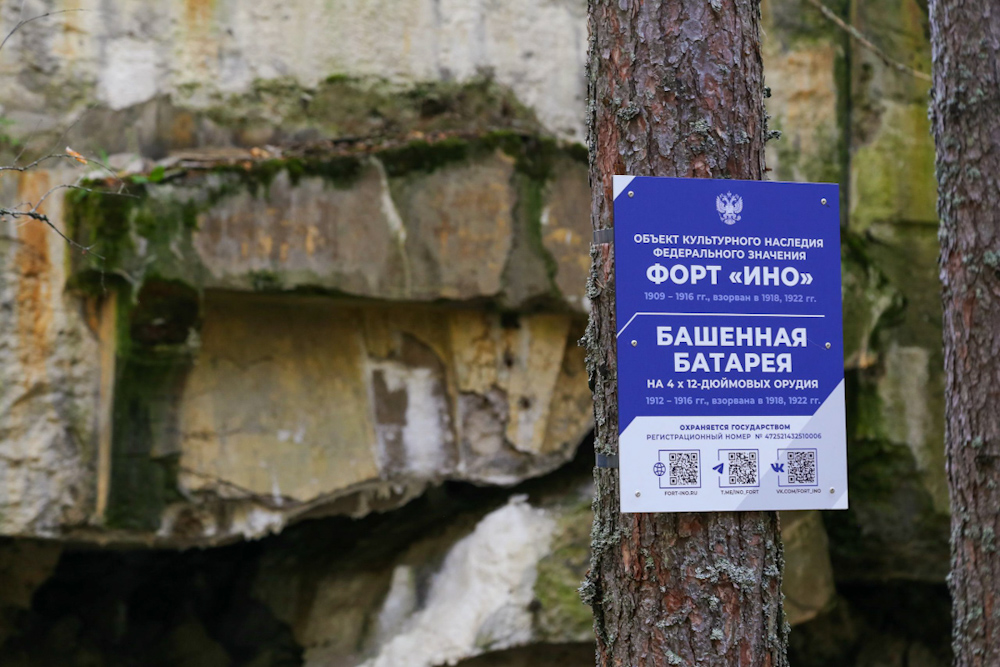 ОБЪЕКТ КУЛЬТУРНОГО НАСЛЕДИЯ
ФЕДЕРАЛЬНОГО ЗНАЧЕНИЯ
ФОРТ «ИНО»
1909 – 1916 гг., взорван в 1918, 1922 гг.
БАШЕННАЯ
БАТАРЕЯ
НА 4 х 12-ДЮЙМОВЫХ ОРУДИЯ
1912 – 1916 гг., взорвана в 1918, 1922 гг.
ОХРАНЯЕТСЯ ГОСУДАРСТВОМ
РЕГИСТРАЦИОННЫЙ НОМЕР № 472521432510006
FORT-INO.RU T.ME/INO_FORT VK.COM/FORT_INO